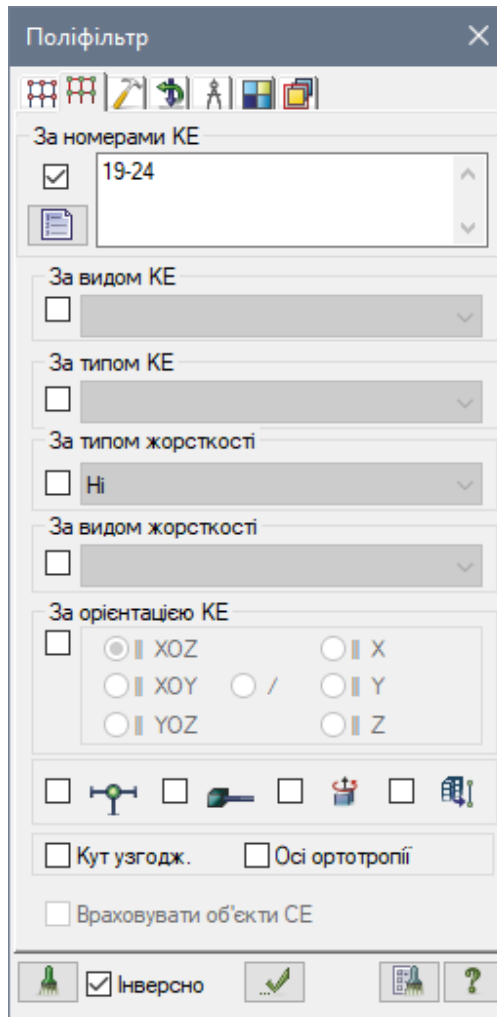 Поліфільтр
За номерами КЕ
19-24
За видом КЕ
За типом КЕ
За типом жорсткості
Ні
За видом жорсткості
За орієнтацією КЕ
XOZ X
XOY / Y
YOZ Z
Кут узгодж. Осі ортотропії
Враховувати об'єкти СЕ
Інверсно ?